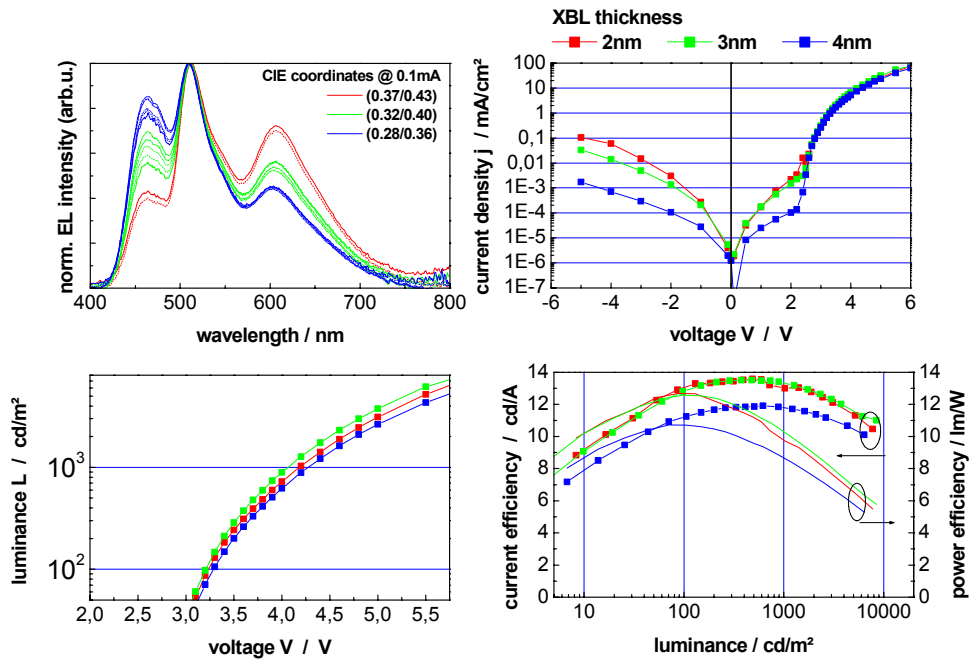 XBL thickness
2nm 3nm 4nm
norm. EL intensity (arb.u.)
CIE coordinates @ 0.1mA
(0.37/0.43)
(0.32/0.40)
(0.28/0.36)
400 500 600 700 800
wavelength / nm
current density j / mA/cm²
100
10
1
0,1
0,01
1E-3
1E-4
1E-5
1E-6
1E-7
-6 -4 -2 0 2 4 6
voltage V / V
luminance L / cd/m²
10³
10²
2,0 2,5 3,0 3,5 4,0 4,5 5,0 5,5
voltage V / V
current efficiency / cd/A
14
12
10
8
6
4
2
0
10 100 1000 10000
luminance / cd/m²
14
12
10
8
6
4
2
0
power efficiency / lm/W